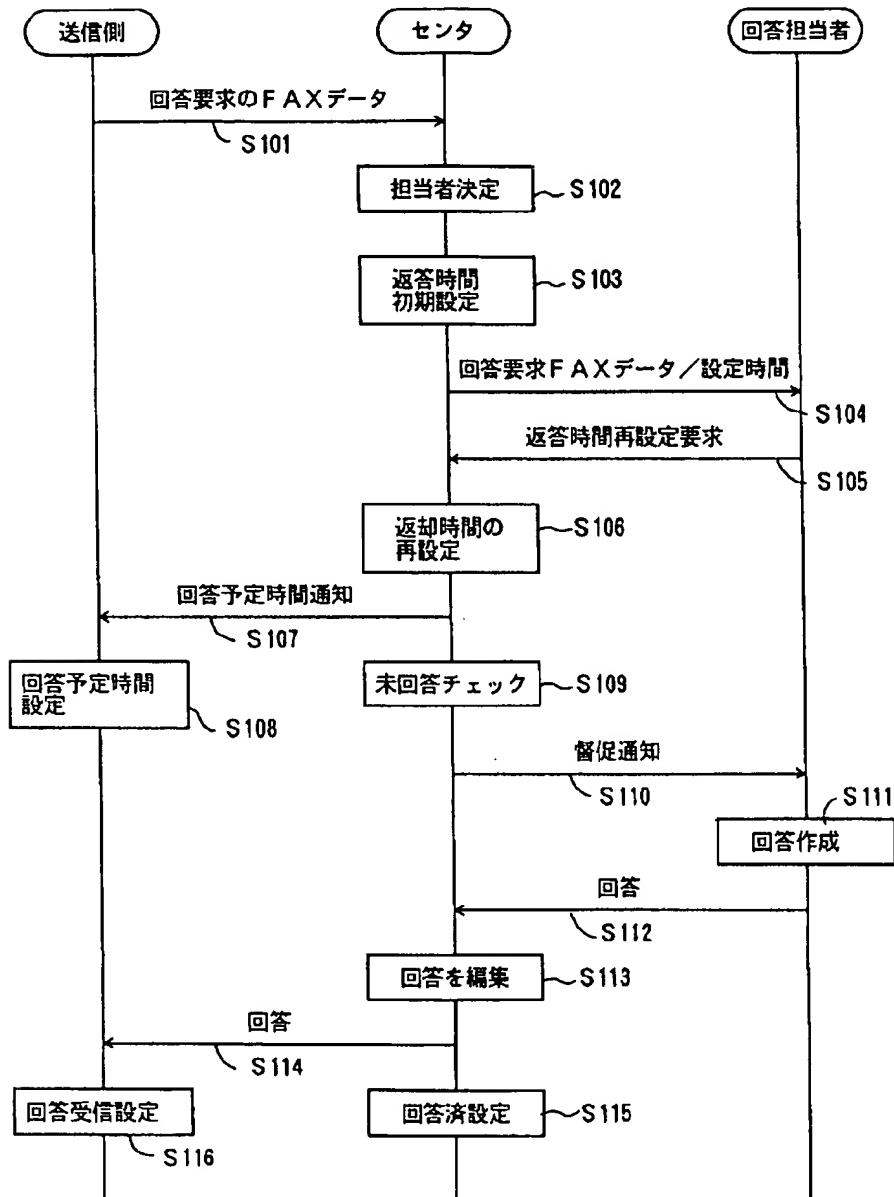 送信側
センタ
回答担当者
回答要求のFAXデータ
S101
担当者決定
S102
返答時間
初期設定
S103
回答要求FAXデータ／設定時間
S104
返答時間再設定要求
S105
返却時間の
再設定
S106
回答予定時間通知
S107
回答予定時間
設定
S108
未回答チェック
S109
督促通知
S110
S111
回答作成
回答
S112
回答を編集
S113
回答
S114
回答受信設定
S116
回答済設定
S115